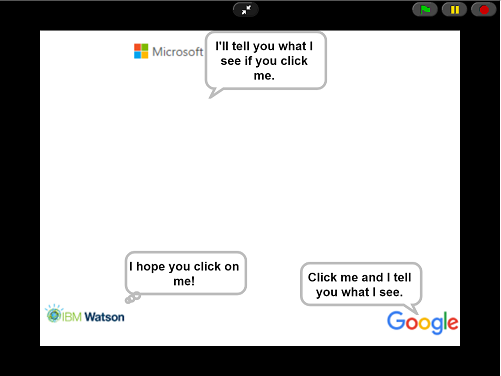 Microsoft
I'll tell you what I
see if you click
me.
I hope you click on
me!
Click me and I tell
you what I see.
IBM Watson
Google